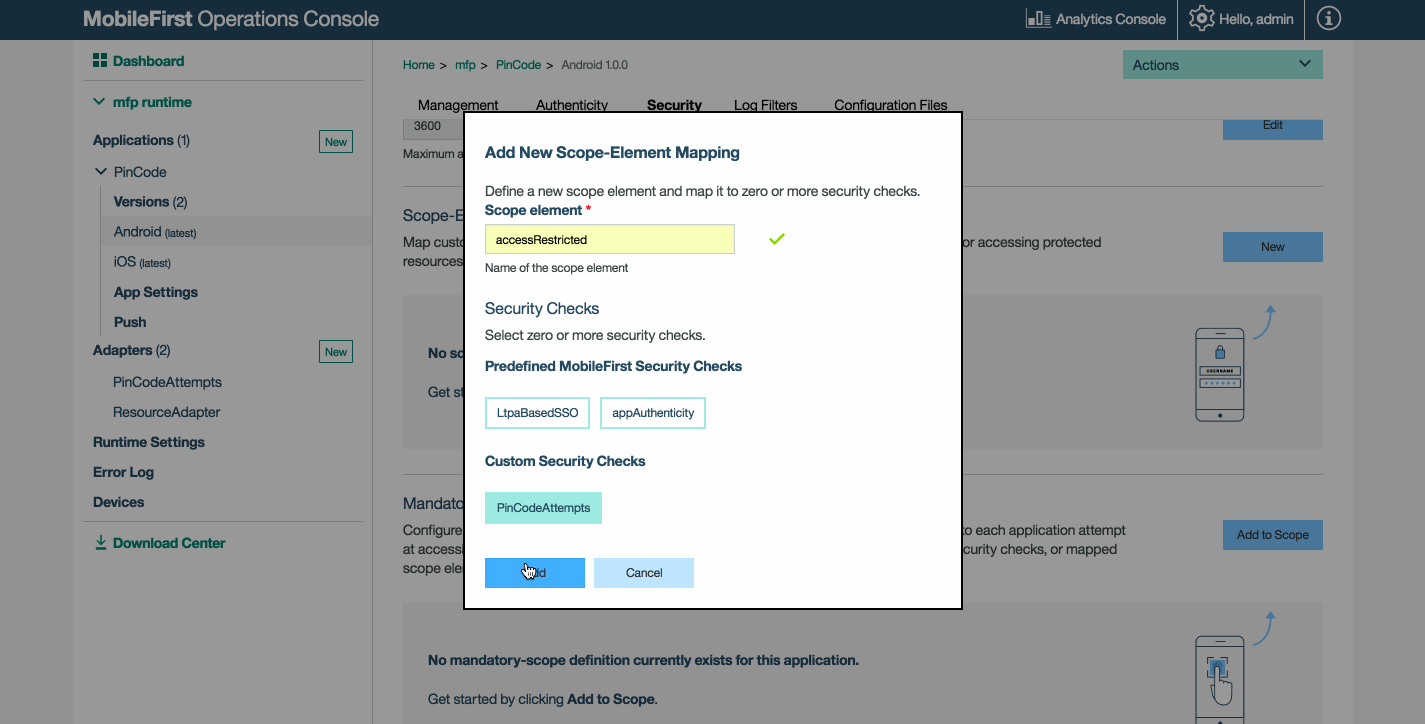 MobileFirst Operations Console
Analytics Console
Hello, admin
Dashboard
mfp runtime
Applications (1)
New
PinCode
Versions (2)
Android (latest)
iOS (latest)
App Settings
Push
Adapters (2)
New
PinCodeAttempts
ResourceAdapter
Runtime Settings
Error Log
Devices
Download Center
Home > mfp > PinCode > Android 1.0.0
Actions
Management Authenticity Security Log Filters Configuration Files
3600
Edit
Maximum a
Scope-E
Map custo
or accessing protected
resources
New
No sc
Get st
USERNAME
Mandato
Configure
to each application attempt
at accessi
curity checks, or mapped
scope ele
Add to Scope
No mandatory-scope definition currently exists for this application.
Get started by clicking Add to Scope.
Add New Scope-Element Mapping
Define a new scope element and map it to zero or more security checks.
Scope element *
accessRestricted
Name of the scope element
Security Checks
Select zero or more security checks.
Predefined MobileFirst Security Checks
LtpaBasedSSO
appAuthenticity
Custom Security Checks
PinCodeAttempts
Cancel